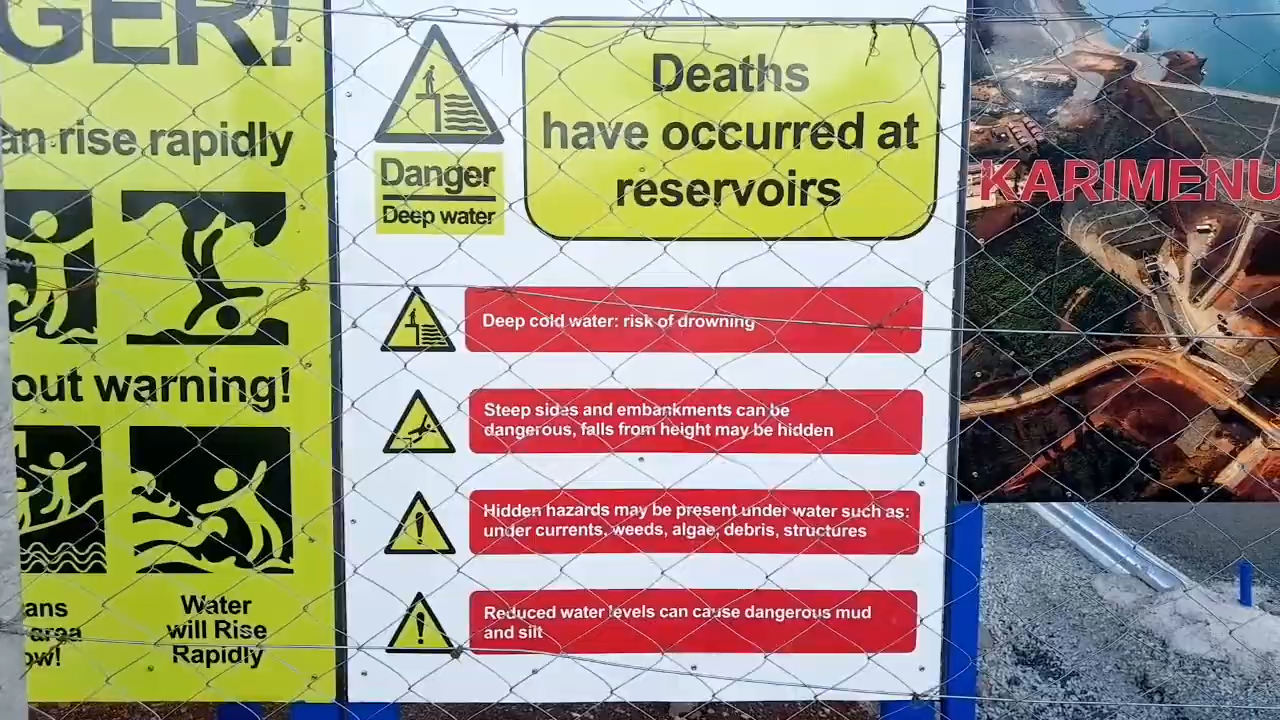 GER!
an rise rapidly
out warning!
ans
area
ow!
Water
will Rise
Rapidly
Danger
Deep water
Deaths
have occurred at
reservoirs
Deep cold water: risk of drowning
Steep sides and embankments can be
dangerous, falls from height may be hidden
Hidden hazards may be present under water such as:
under currents, weeds, algae, debris, structures
Reduced water levels can cause dangerous mud
and silt
KARIMENU